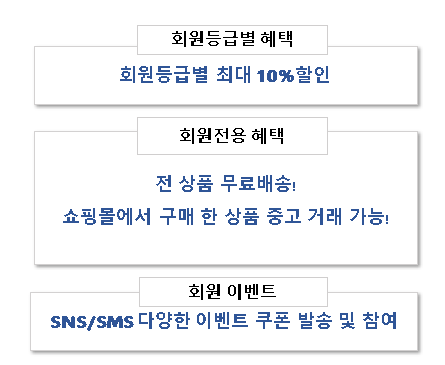 회원등급별 혜택
회원등급별 최대 10%할인
회원전용 혜택
전 상품 무료배송!
쇼핑몰에서 구매 한 상품 중고 거래 가능!
회원 이벤트
SNS/SMS 다양한 이벤트 쿠폰 발송 및 참여